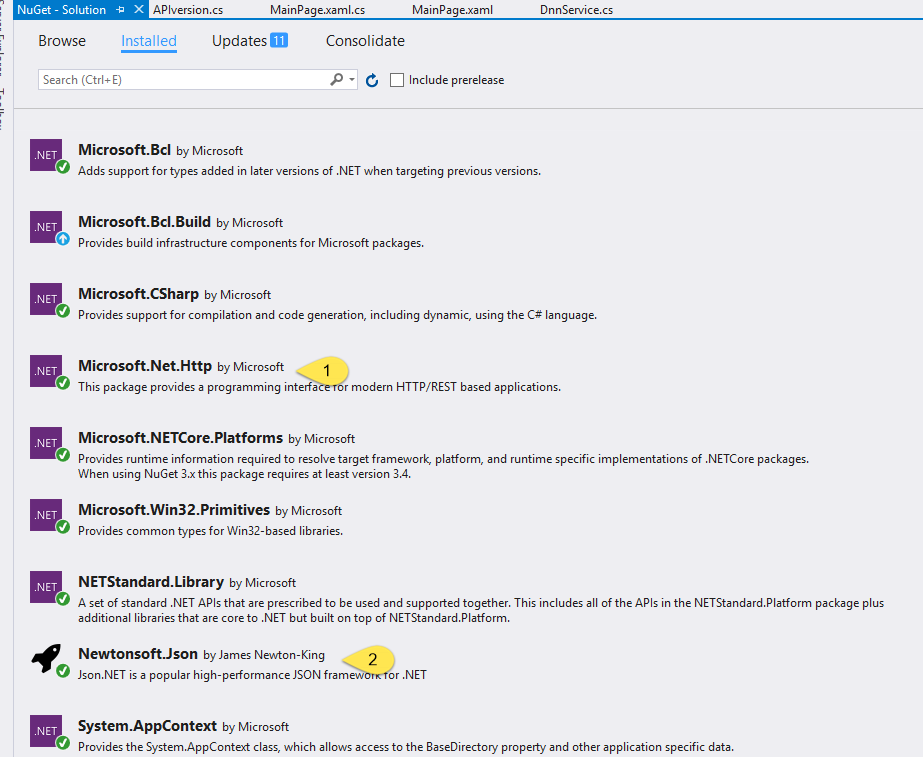 NuGet - Solution APIversion.cs MainPage.xaml.cs MainPage.xaml DnnService.cs
Browse Installed Updates 11 Consolidate
Search (Ctrl+E) Include prerelease
.NET Microsoft.Bcl by Microsoft
Adds support for types added in later versions of .NET when targeting previous versions.
.NET Microsoft.Bcl.Build by Microsoft
Provides build infrastructure components for Microsoft packages.
.NET Microsoft.CSharp by Microsoft
Provides support for compilation and code generation, including dynamic, using the C# language.
.NET Microsoft.Net.Http by Microsoft 1
This package provides a programming interface for modern HTTP/REST based applications.
.NET Microsoft.NETCore.Platforms by Microsoft
Provides runtime information required to resolve target framework, platform, and runtime specific implementations of .NETCore packages.
When using NuGet 3.x this package requires at least version 3.4.
.NET Microsoft.Win32.Primitives by Microsoft
Provides common types for Win32-based libraries.
.NET NETStandard.Library by Microsoft
A set of standard .NET APIs that are prescribed to be used and supported together. This includes all of the APIs in the NETStandard.Platform package plus
additional libraries that are core to .NET but built on top of NETStandard.Platform.
Newtonsoft.Json by James Newton-King 2
Json.NET is a popular high-performance JSON framework for .NET
.NET System.AppContext by Microsoft
Provides the System.AppContext class, which allows access to the BaseDirectory property and other application specific data.